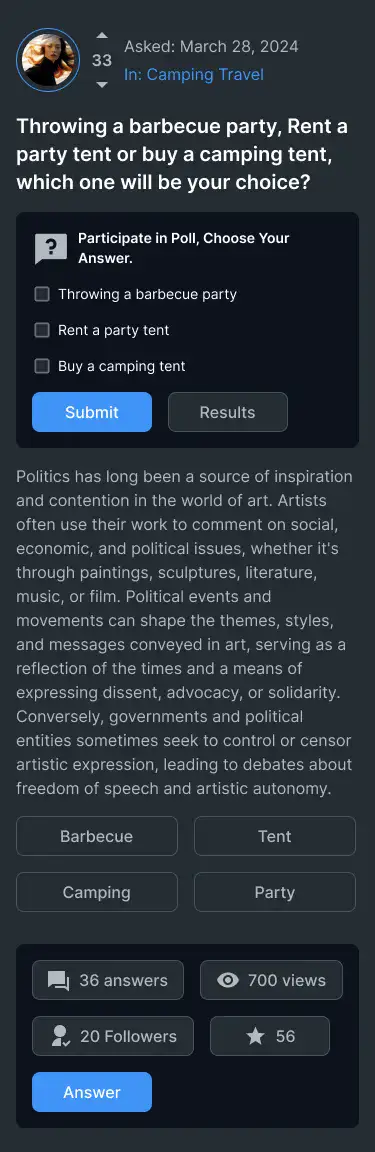 33
Asked: March 28, 2024
In: Camping Travel
Throwing a barbecue party, Rent a
party tent or buy a camping tent,
which one will be your choice?
?
Participate in Poll, Choose Your
Answer.
Throwing a barbecue party
Rent a party tent
Buy a camping tent
Submit
Results
Politics has long been a source of inspiration
and contention in the world of art. Artists
often use their work to comment on social,
economic, and political issues, whether it's
through paintings, sculptures, literature,
music, or film. Political events and
movements can shape the themes, styles,
and messages conveyed in art, serving as a
reflection of the times and a means of
expressing dissent, advocacy, or solidarity.
Conversely, governments and political
entities sometimes seek to control or censor
artistic expression, leading to debates about
freedom of speech and artistic autonomy.
Barbecue
Tent
Camping
Party
36 answers
700 views
20 Followers
56
Answer